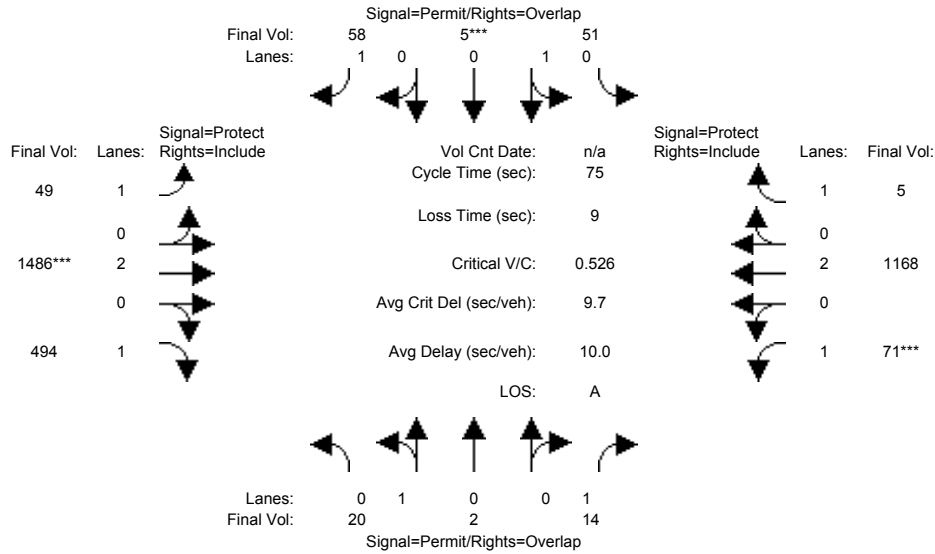 Signal=Permit/Rights=Overlap
Final Vol: 58 5*** 51
Lanes: 1 0 0 1 0
Signal=Protect Signal=Protect
Final Vol: Lanes: Rights=Include Vol Cnt Date: n/a Rights=Include Lanes: Final Vol:
Cycle Time (sec): 75
49 1 1 5
Loss Time (sec): 9
0 0
1486*** 2 Critical V/C: 0.526 2 1168
0 Avg Crit Del (sec/veh): 9.7 0
494 1 Avg Delay (sec/veh): 10.0 1 71***
LOS: A
Lanes: 0 1 0 0 1
Final Vol: 20 2 14
Signal=Permit/Rights=Overlap